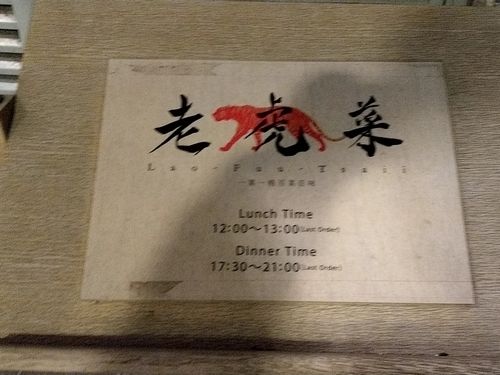 老虎菜
Lao-Fuu-Tsaii
Lunch Time
12:00～13:00(Last Order)
Dinner Time
17:30～21:00(Last Order)